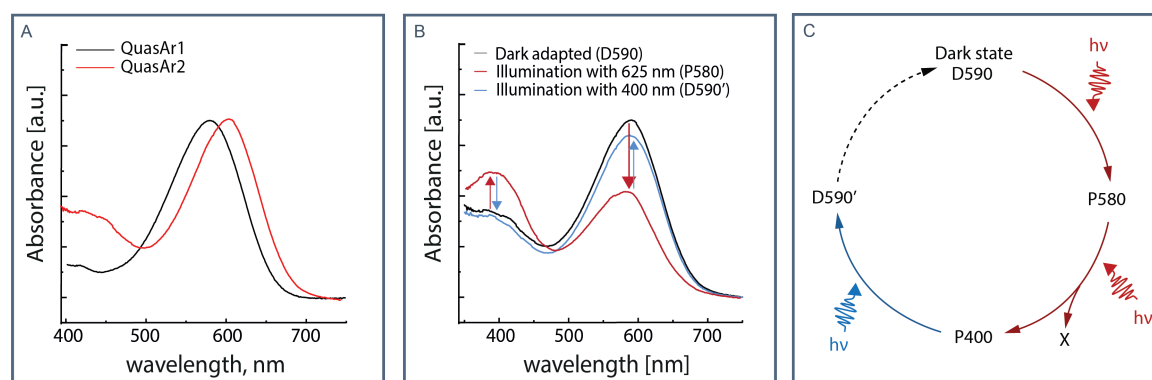 A
QuasAr1
QuasAr2
Absorbance [a.u.]
400 500 600 700
wavelength, nm
B
Dark adapted (D590)
Illumination with 625 nm (P580)
Illumination with 400 nm (D590')
Absorbance [a.u.]
400 500 600 700
wavelength [nm]
C
Dark state
D590
hν
P580
hν
X
P400
hν
D590'